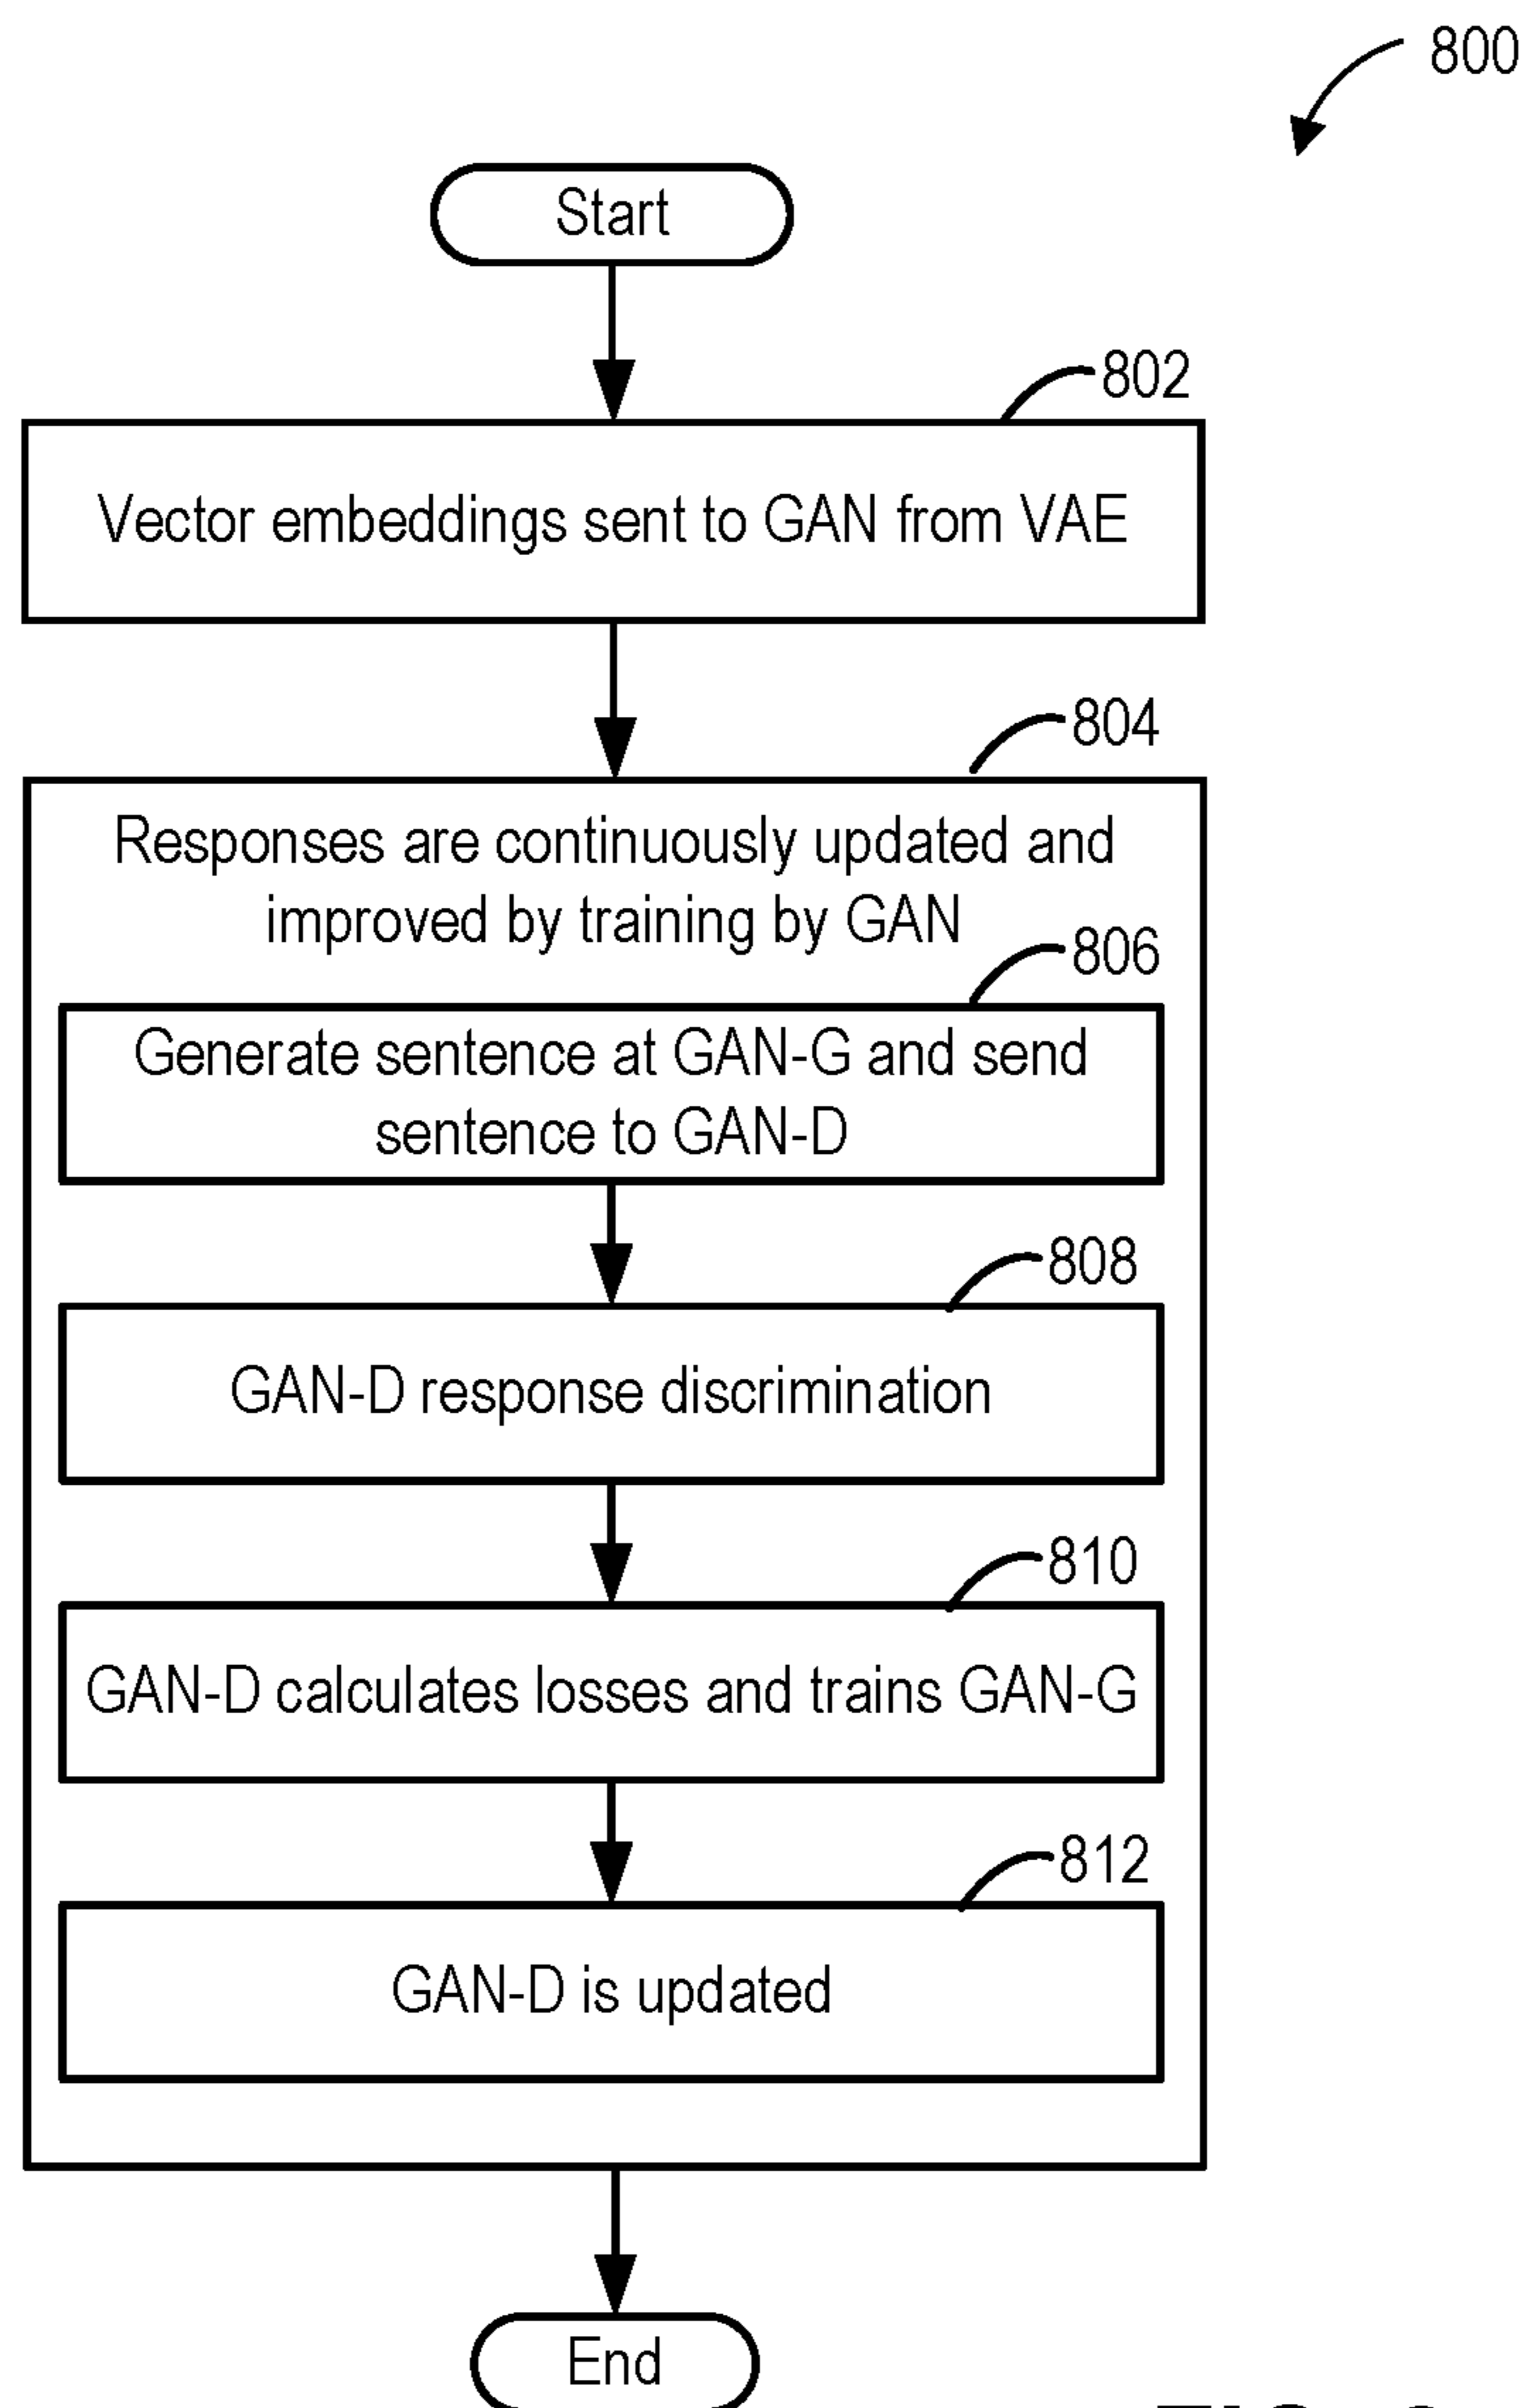 800
Start
802
Vector embeddings sent to GAN from VAE
804
Responses are continuously updated and
improved by training by GAN
806
Generate sentence at GAN-G and send
sentence to GAN-D
808
GAN-D response discrimination
810
GAN-D calculates losses and trains GAN-G
812
GAN-D is updated
End